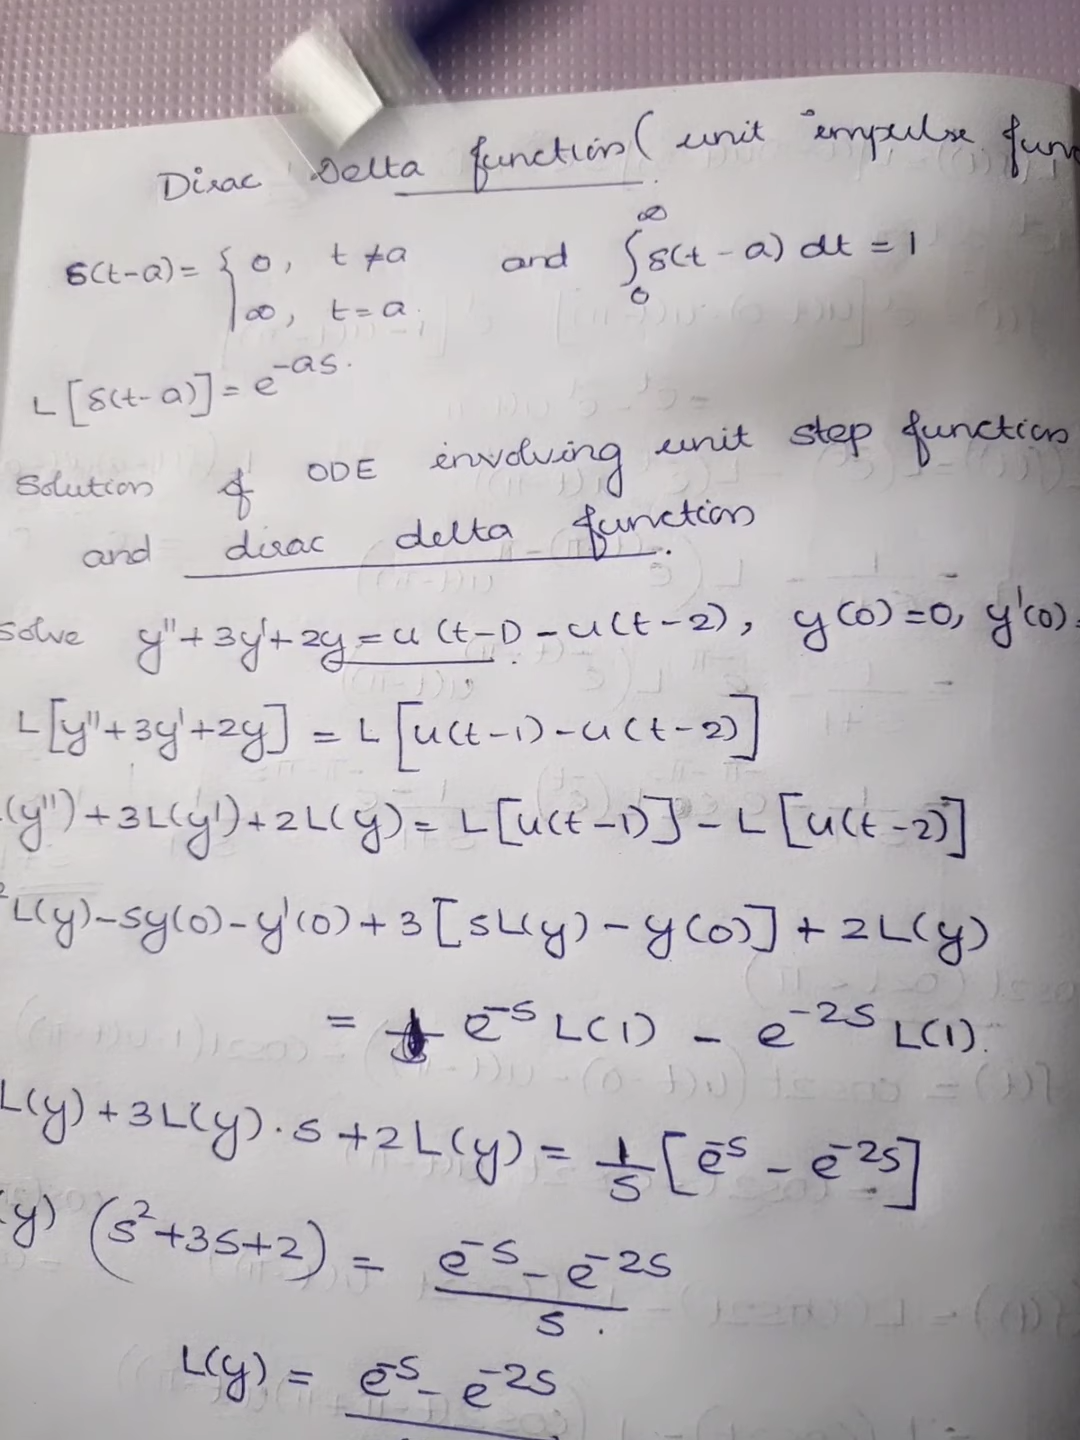 Dirac Delta function ( unit impulse func
δ(t-a) = { 0, t ≠ a and ∫₀^∞ δ(t-a) dt = 1
∞, t = a
L[δ(t-a)] = e^-as.
Solution of ODE involving unit step function
and dirac delta function.
Solve y''+3y'+2y = u(t-1) - u(t-2), y(0)=0, y'(0)=
L[y''+3y'+2y] = L[u(t-1)-u(t-2)]
(y'')+3L(y')+2L(y) = L[u(t-1)] - L[u(t-2)]
²L(y)-sy(0)-y'(0)+3[sL(y)-y(0)]+2L(y)
= e^-s L(1) - e^-2s L(1).
L(y)+3L(y).s+2L(y) = 1/s [e^-s - e^-2s]
(y) (s²+3s+2) = (e^-s - e^-2s)/s.
L(y) = e^-s - e^-2s